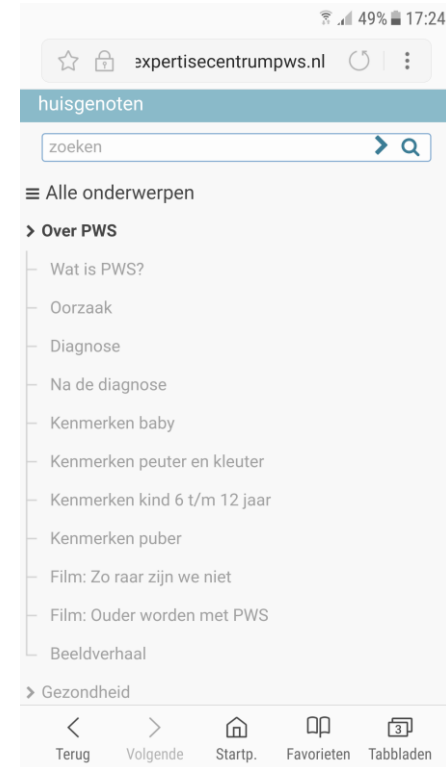 49% 17:24
expertisecentrumpws.nl
huisgenoten
zoeken
Alle onderwerpen
Over PWS
Wat is PWS?
Oorzaak
Diagnose
Na de diagnose
Kenmerken baby
Kenmerken peuter en kleuter
Kenmerken kind 6 t/m 12 jaar
Kenmerken puber
Film: Zo raar zijn we niet
Film: Ouder worden met PWS
Beeldverhaal
Gezondheid
3
Terug Volgende Startp. Favorieten Tabbladen